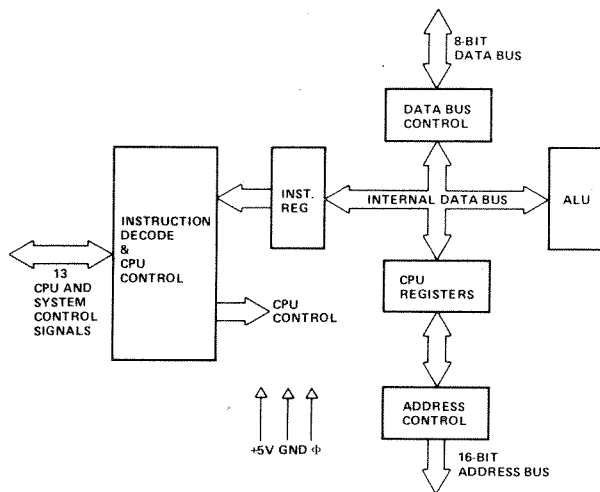 8-BIT
DATA BUS
DATA BUS
CONTROL
INST.
REG
INTERNAL DATA BUS
ALU
INSTRUCTION
DECODE
&
CPU
CONTROL
13
CPU AND
SYSTEM
CONTROL
SIGNALS
CPU
REGISTERS
CPU
CONTROL
ADDRESS
CONTROL
+5V GND Φ
16-BIT
ADDRESS BUS